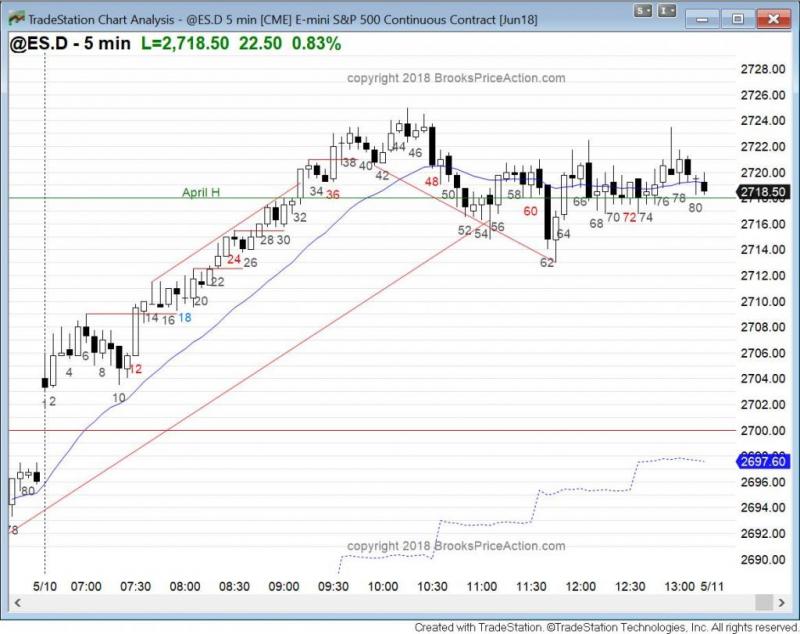 TradeStation Chart Analysis - @ES.D 5 min [CME] E-mini S&P 500 Continuous Contract [Jun18]
S
I
@ES.D - 5 min L=2,718.50 22.50 0.83%
copyright 2018 BrooksPriceAction.com
2728.00
2726.00
2724.00
2722.00
2720.00
2718.50
2716.00
2714.00
2712.00
2710.00
2708.00
2706.00
2704.00
2702.00
2700.00
2697.60
2696.00
2694.00
2692.00
2690.00
April H
38 40 42 44 46
34 36 48 50
32 52 54 56 58 60 62 64 66 68 70 72 74 76 78 80
24 26 28 30
14 16 18 20 22
2 4 6 8 10 12
80
78
copyright 2018 BrooksPriceAction.com
5/10 07:00 07:30 08:00 08:30 09:00 09:30 10:00 10:30 11:00 11:30 12:00 12:30 13:00 5/11
Created with TradeStation. ©TradeStation Technologies, Inc. All rights reserved.